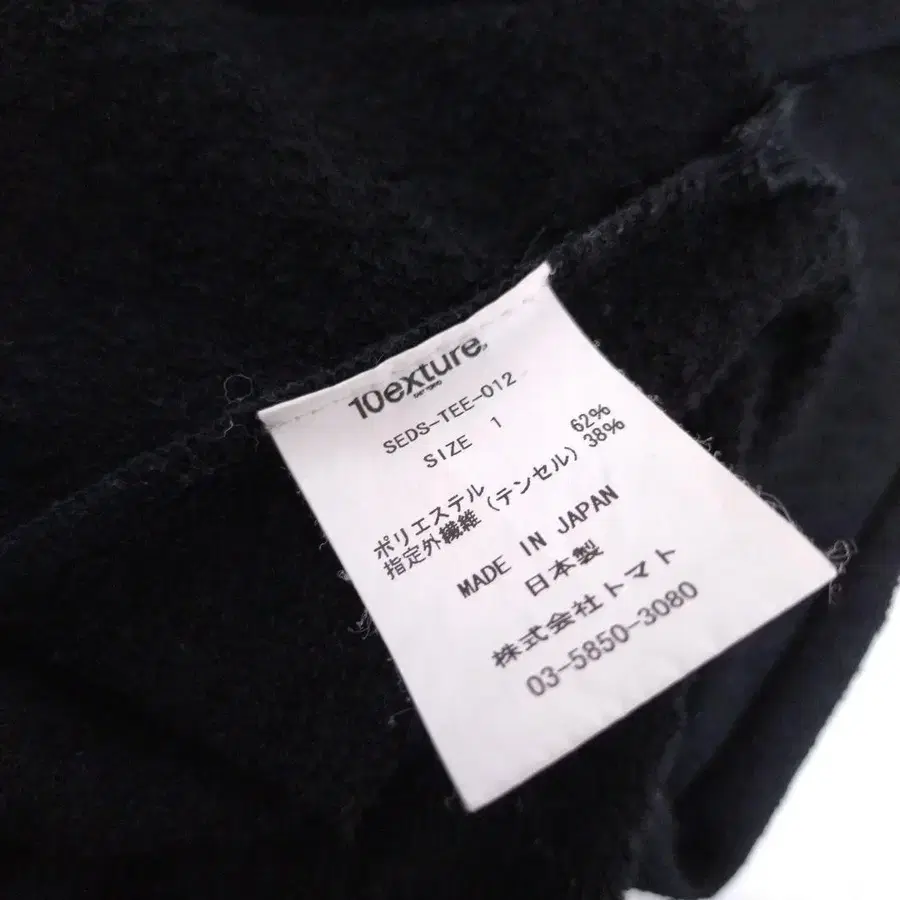 10exture
SEDS-TEE-012
SIZE 1
ポリエステル 62%
指定外繊維(テンセル) 38%
MADE IN JAPAN
日本製
株式会社トマト
03-5850-3080